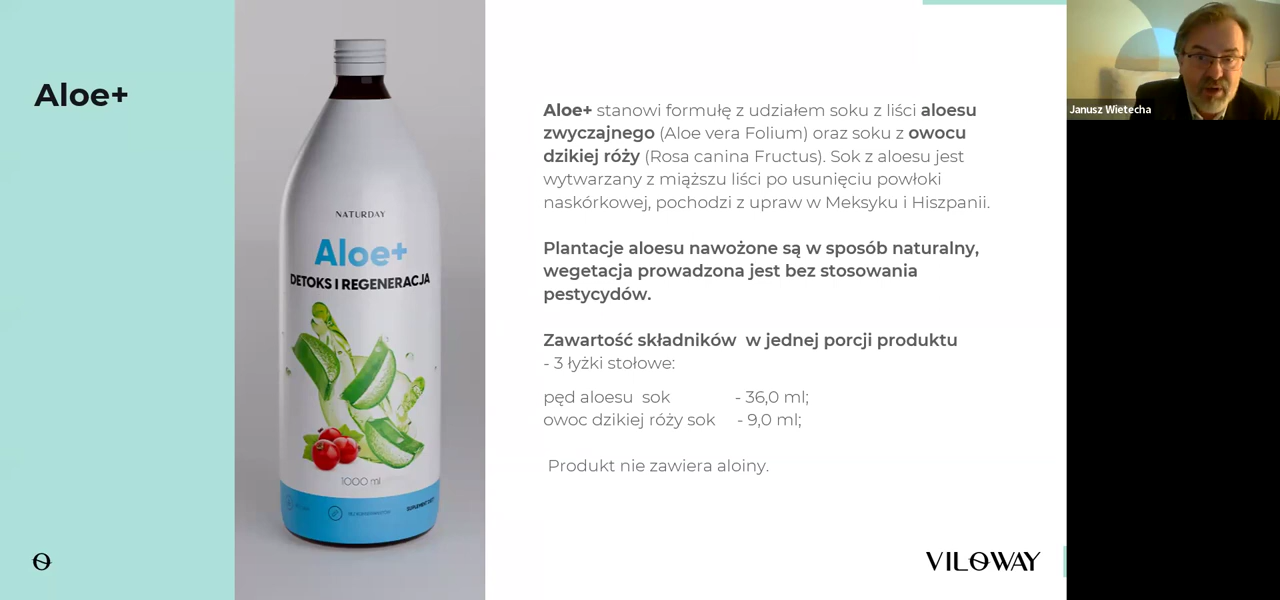 Aloe+
NATURDAY
Aloe+
DETOKS I REGENERACJA
1000 ml
SUPLEMENT DIETY
Aloe+ stanowi formułę z udziałem soku z liści aloesu
zwyczajnego (Aloe vera Folium) oraz soku z owocu
dzikiej róży (Rosa canina Fructus). Sok z aloesu jest
wytwarzany z miąższu liści po usunięciu powłoki
naskórkowej, pochodzi z upraw w Meksyku i Hiszpanii.
Plantacje aloesu nawożone są w sposób naturalny,
wegetacja prowadzona jest bez stosowania
pestycydów.
Zawartość składników w jednej porcji produktu
- 3 łyżki stołowe:
pęd aloesu sok - 36,0 ml;
owoc dzikiej róży sok - 9,0 ml;
Produkt nie zawiera aloiny.
VILOWAY
Janusz Wietecha